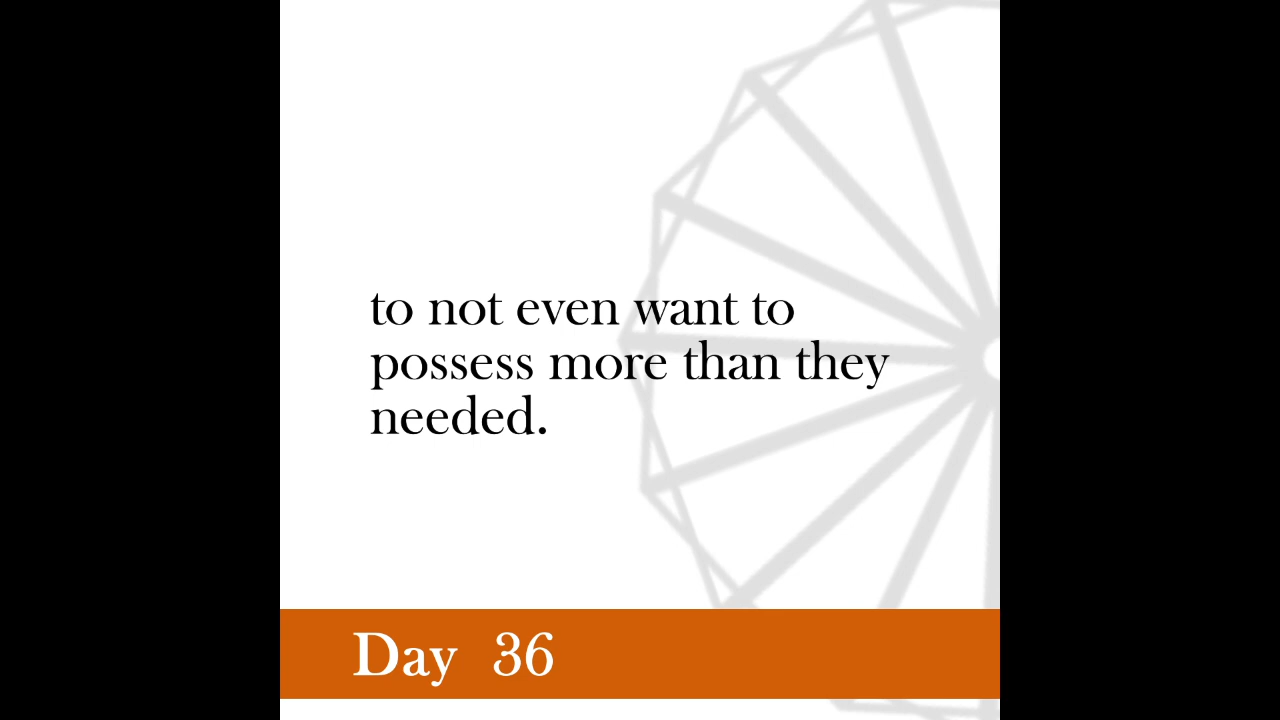 to not even want to
possess more than they
needed.
Day 36